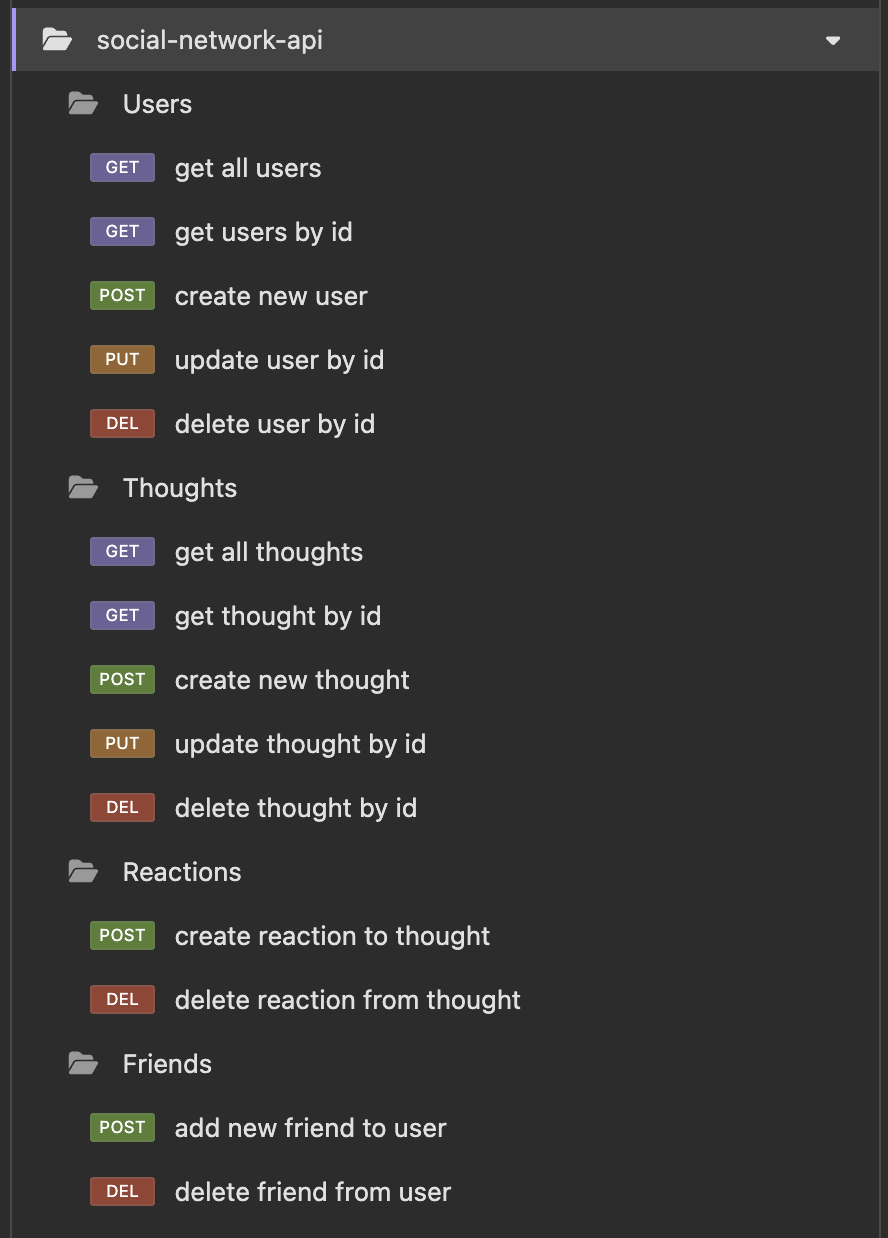 social-network-api
Users
GET get all users
GET get users by id
POST create new user
PUT update user by id
DEL delete user by id
Thoughts
GET get all thoughts
GET get thought by id
POST create new thought
PUT update thought by id
DEL delete thought by id
Reactions
POST create reaction to thought
DEL delete reaction from thought
Friends
POST add new friend to user
DEL delete friend from user